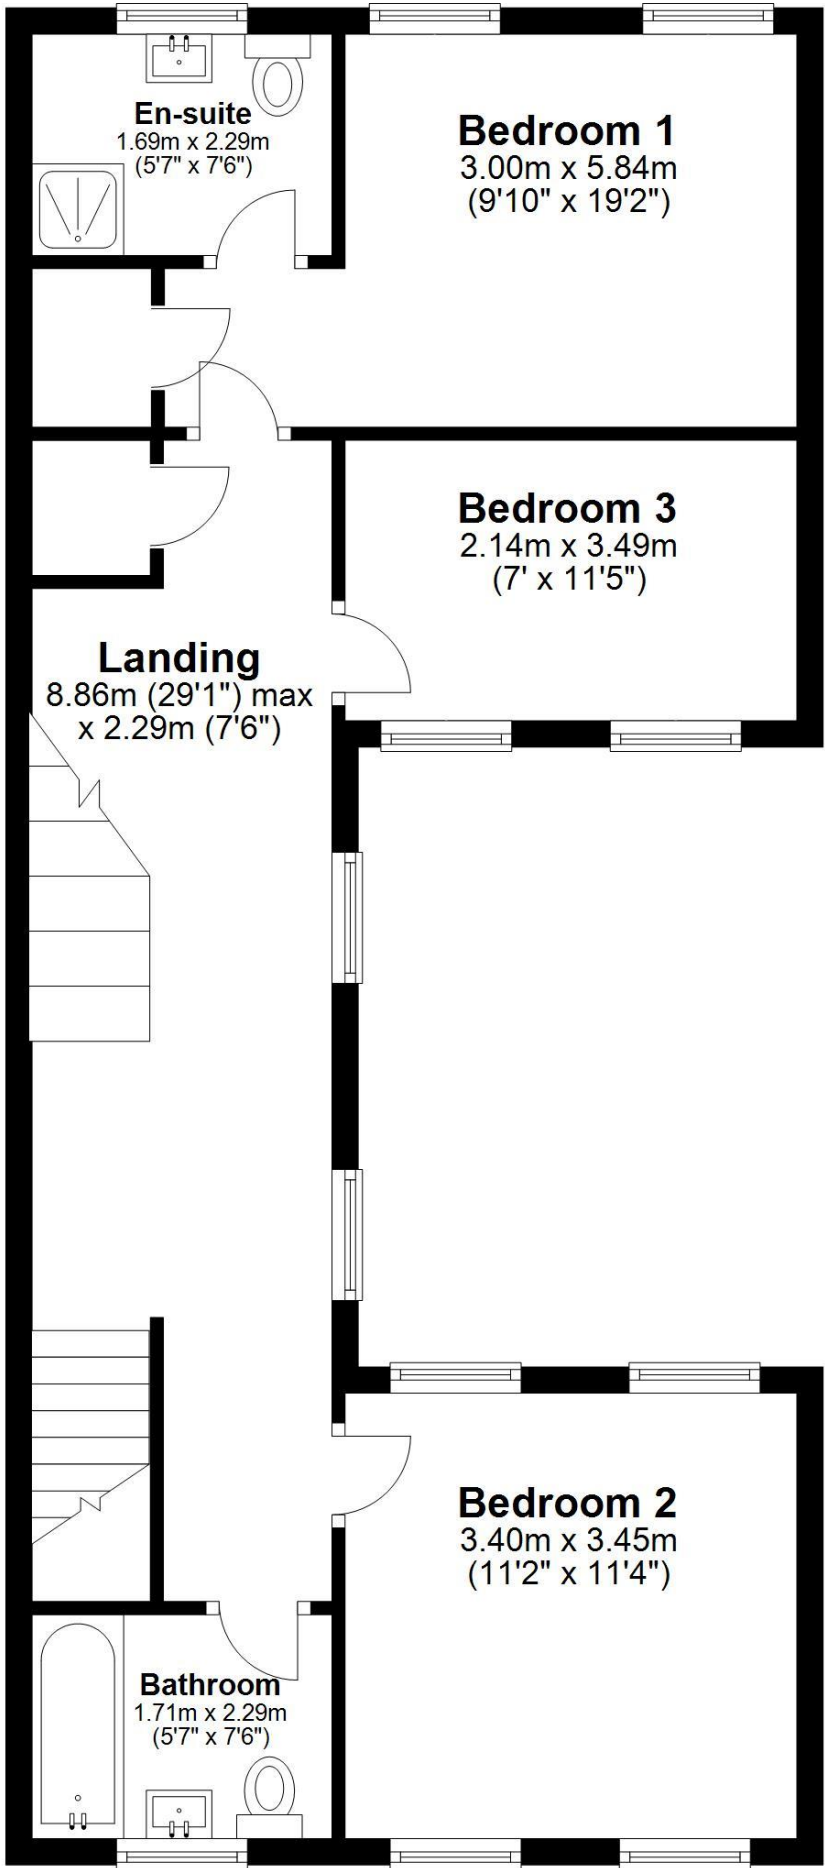 En-suite
1.69m x 2.29m
(5'7" x 7'6")
Bedroom 1
3.00m x 5.84m
(9'10" x 19'2")
Bedroom 3
2.14m x 3.49m
(7' x 11'5")
Landing
8.86m (29'1") max
x 2.29m (7'6")
Bedroom 2
3.40m x 3.45m
(11'2" x 11'4")
Bathroom
1.71m x 2.29m
(5'7" x 7'6")